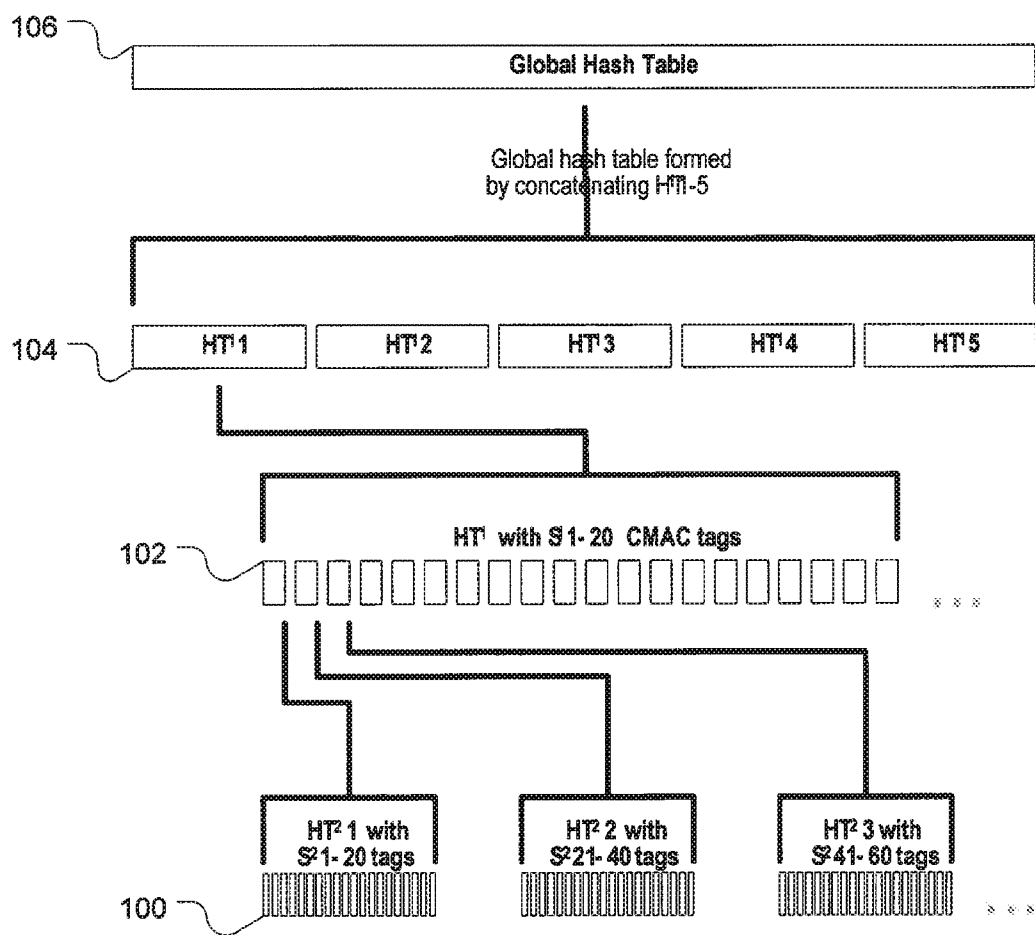 106
Global Hash Table
Global hash table formed
by concatenating HT¹1-5
104
HT¹1 HT¹2 HT¹3 HT¹4 HT¹5
HT¹ with S¹1-20 CMAC tags
102
HT² 1 with
S²1-20 tags
HT² 2 with
S²21-40 tags
HT² 3 with
S²41-60 tags
100